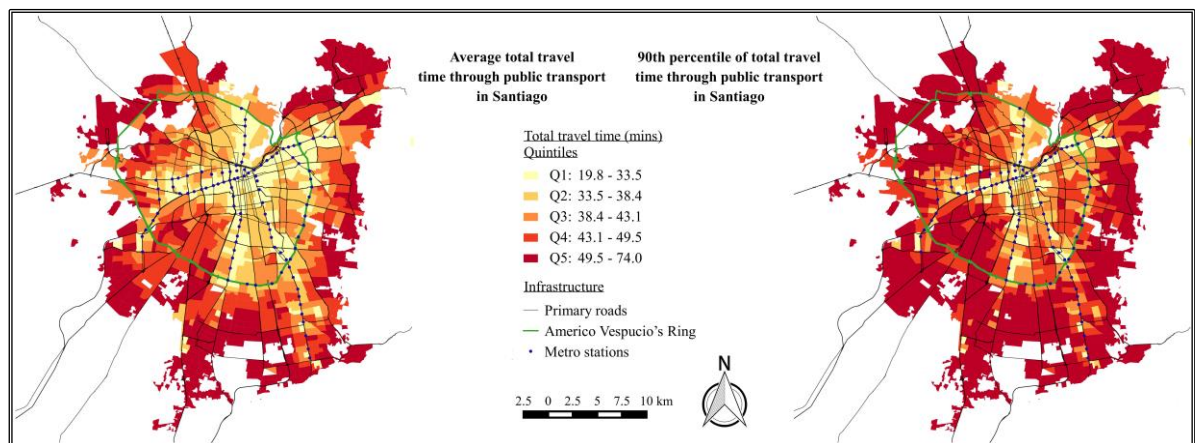 Average total travel
time through public transport
in Santiago
90th percentile of total travel
time through public transport
in Santiago
Total travel time (mins)
Quintiles
Q1: 19.8 - 33.5
Q2: 33.5 - 38.4
Q3: 38.4 - 43.1
Q4: 43.1 - 49.5
Q5: 49.5 - 74.0
Infrastructure
Primary roads
Americo Vespucio's Ring
Metro stations
N
2.5 0 2.5 5 7.5 10 km